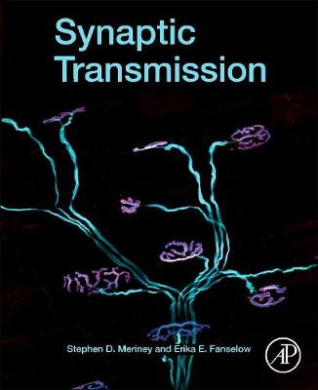 Synaptic
Transmission
Stephen D. Meriney and Erika E. Fanselow
AP